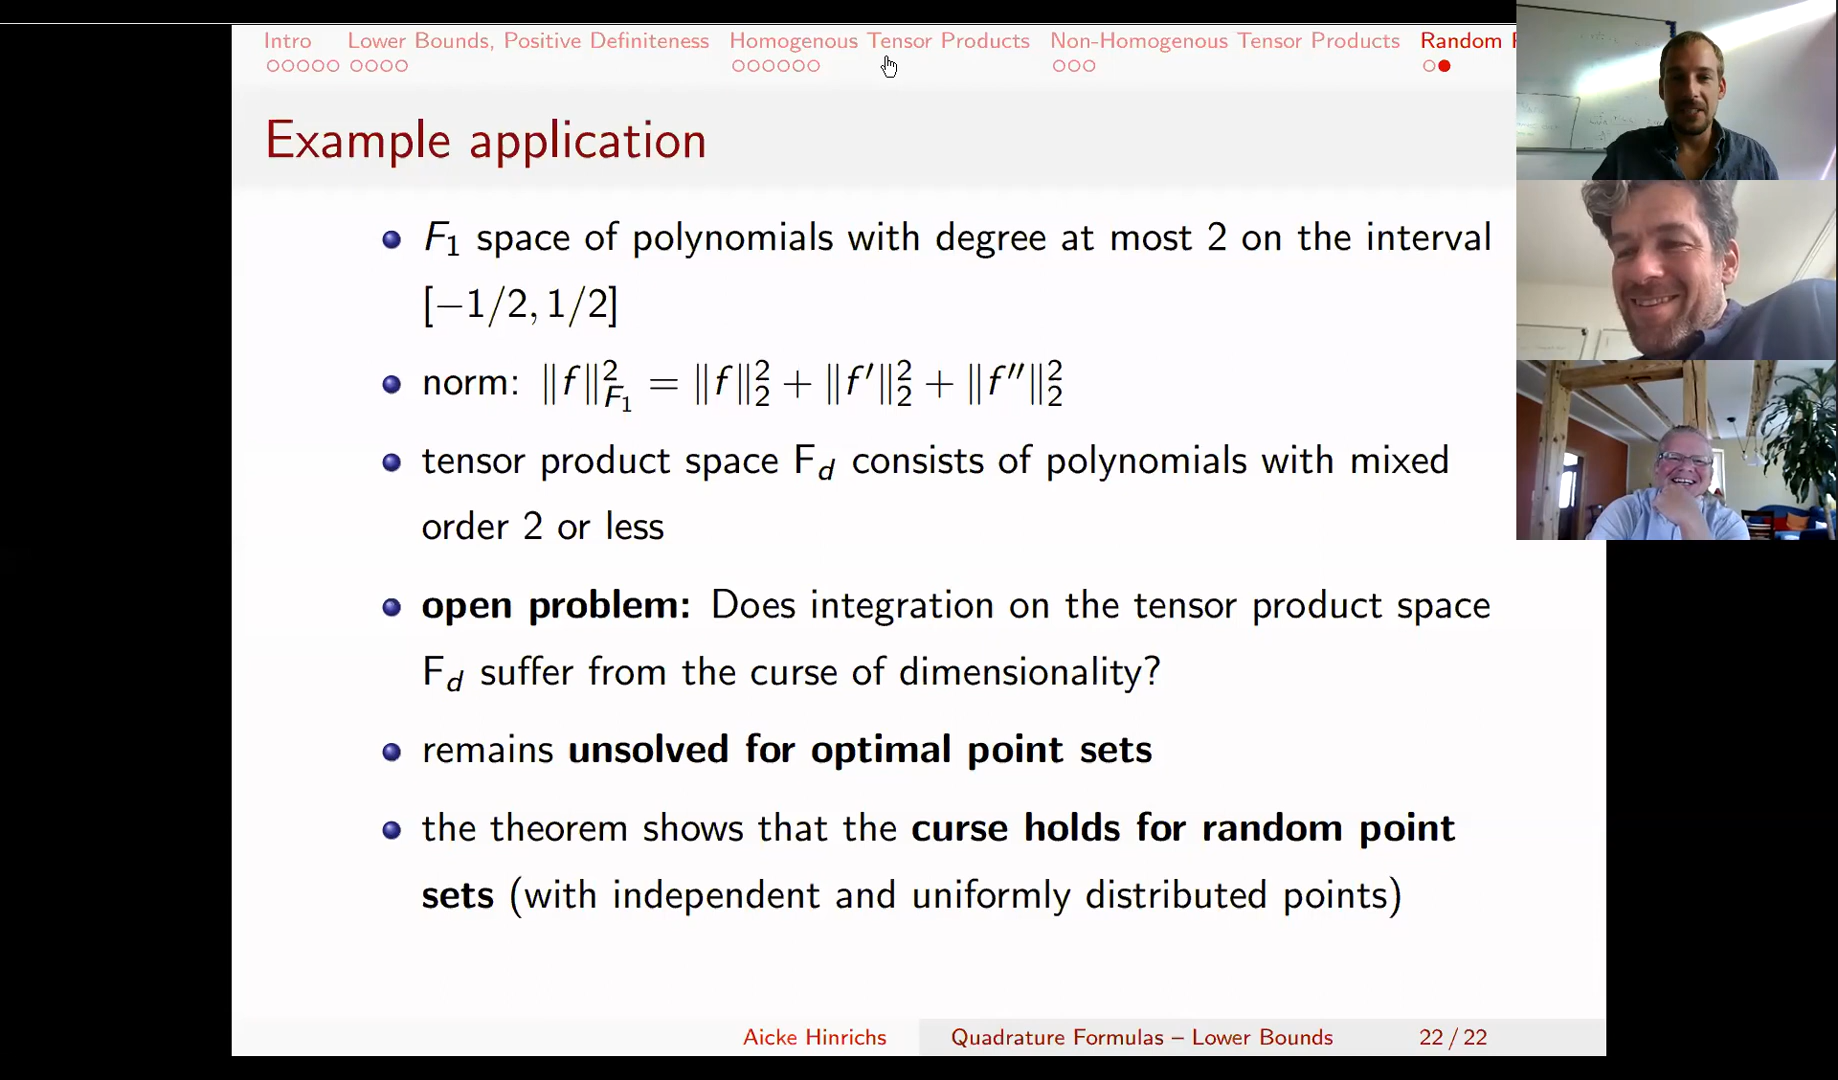 Intro Lower Bounds, Positive Definiteness Homogenous Tensor Products Non-Homogenous Tensor Products Random
Example application
F₁ space of polynomials with degree at most 2 on the interval
[−1/2, 1/2]
norm: ‖f‖²_F₁ = ‖f‖₂² + ‖f′‖₂² + ‖f″‖₂²
tensor product space F_d consists of polynomials with mixed
order 2 or less
open problem: Does integration on the tensor product space
F_d suffer from the curse of dimensionality?
remains unsolved for optimal point sets
the theorem shows that the curse holds for random point
sets (with independent and uniformly distributed points)
Aicke Hinrichs Quadrature Formulas – Lower Bounds 22 / 22